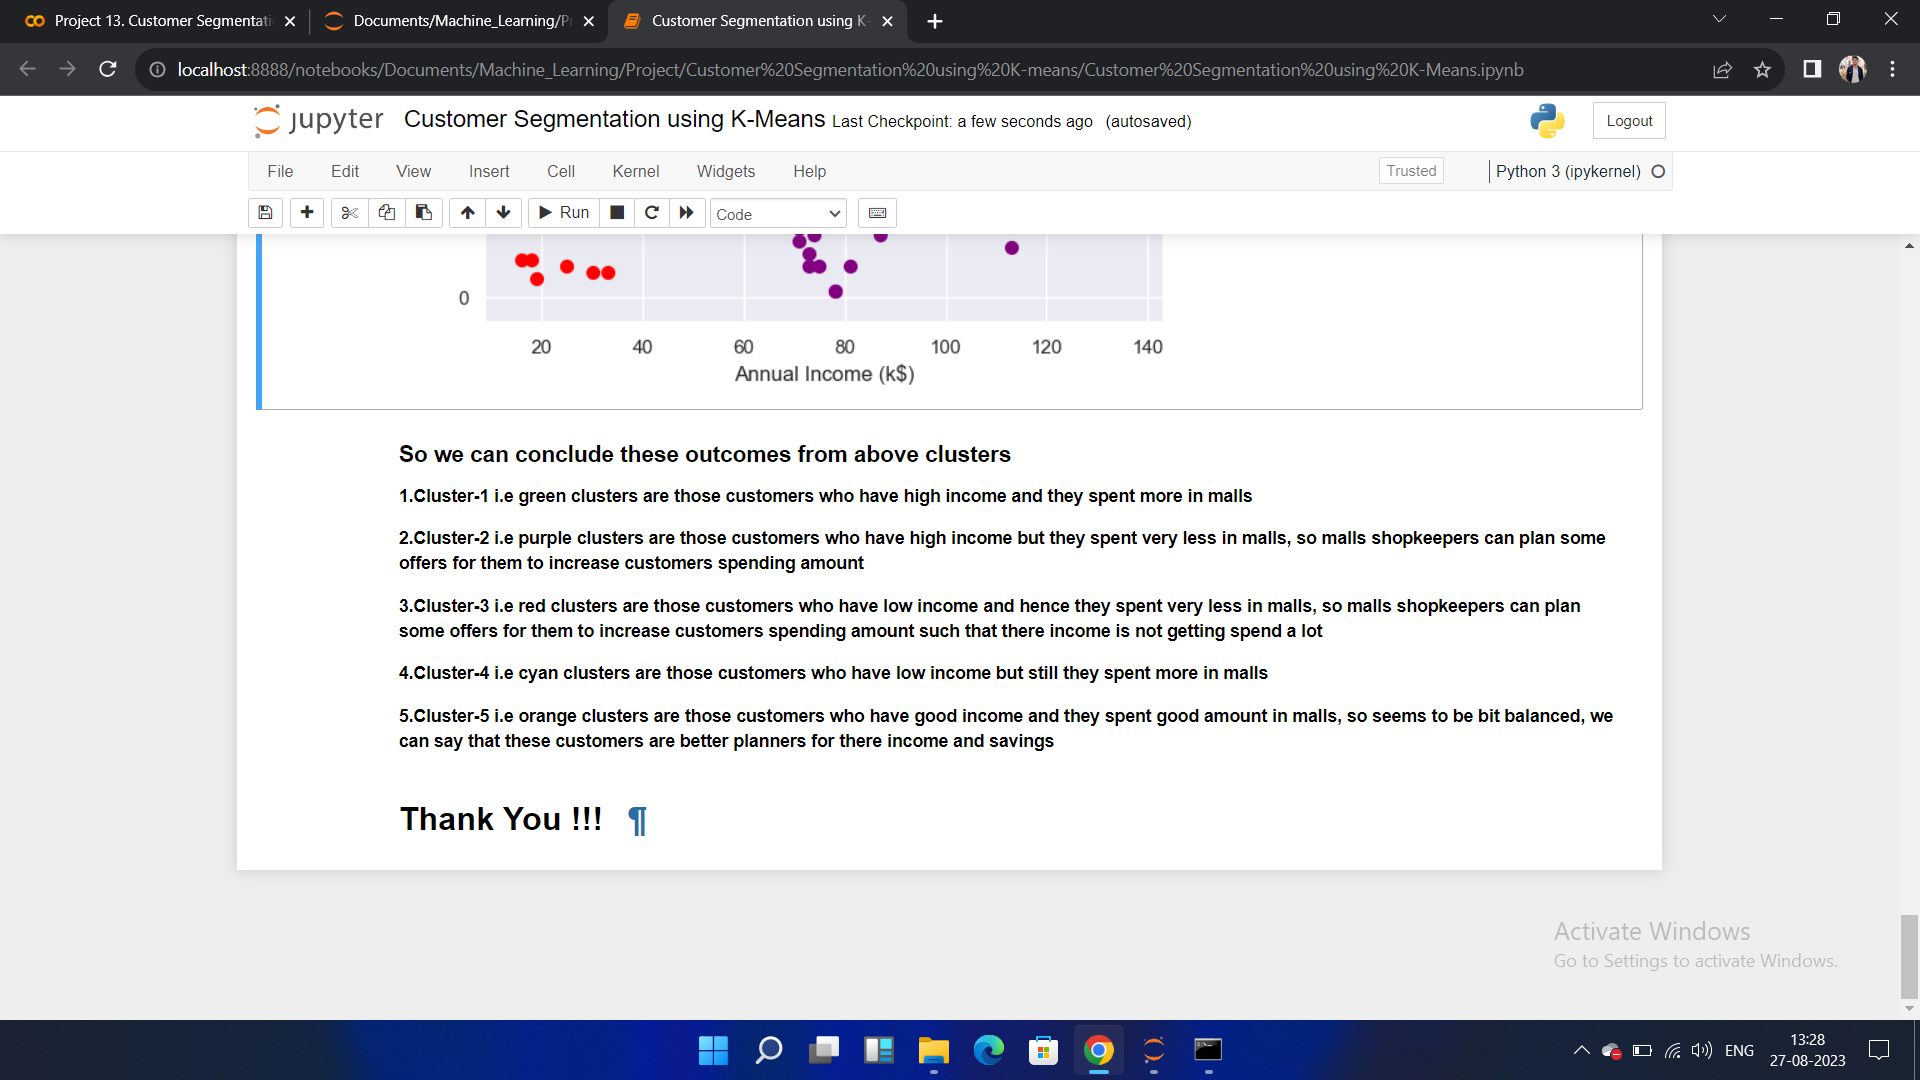 Project 13. Customer Segmentati
Documents/Machine_Learning/P
Customer Segmentation using K-
localhost:8888/notebooks/Documents/Machine_Learning/Project/Customer%20Segmentation%20using%20K-means/Customer%20Segmentation%20using%20K-Means.ipynb
jupyter Customer Segmentation using K-Means Last Checkpoint: a few seconds ago (autosaved)
Logout
File Edit View Insert Cell Kernel Widgets Help
Trusted
Python 3 (ipykernel)
Run
Code
0
20 40 60 80 100 120 140
Annual Income (k$)
So we can conclude these outcomes from above clusters
1.Cluster-1 i.e green clusters are those customers who have high income and they spent more in malls
2.Cluster-2 i.e purple clusters are those customers who have high income but they spent very less in malls, so malls shopkeepers can plan some
offers for them to increase customers spending amount
3.Cluster-3 i.e red clusters are those customers who have low income and hence they spent very less in malls, so malls shopkeepers can plan
some offers for them to increase customers spending amount such that there income is not getting spend a lot
4.Cluster-4 i.e cyan clusters are those customers who have low income but still they spent more in malls
5.Cluster-5 i.e orange clusters are those customers who have good income and they spent good amount in malls, so seems to be bit balanced, we
can say that these customers are better planners for there income and savings
Thank You !!! ¶
Activate Windows
Go to Settings to activate Windows.
ENG
13:28
27-08-2023